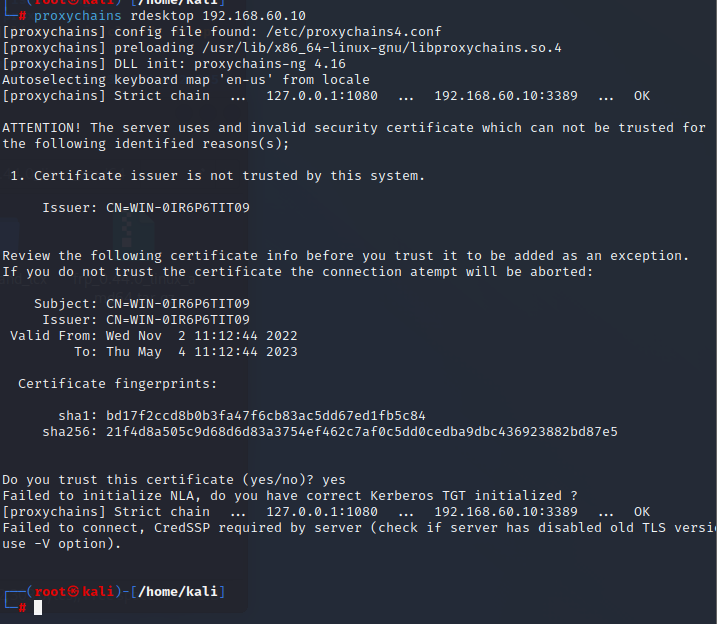 (root㉿kali)-[/home/kali]
# proxychains rdesktop 192.168.60.10
[proxychains] config file found: /etc/proxychains4.conf
[proxychains] preloading /usr/lib/x86_64-linux-gnu/libproxychains.so.4
[proxychains] DLL init: proxychains-ng 4.16
Autoselecting keyboard map 'en-us' from locale
[proxychains] Strict chain ... 127.0.0.1:1080 ... 192.168.60.10:3389 ... OK
ATTENTION! The server uses and invalid security certificate which can not be trusted for
the following identified reasons(s);
1. Certificate issuer is not trusted by this system.
Issuer: CN=WIN-0IR6P6TIT09
Review the following certificate info before you trust it to be added as an exception.
If you do not trust the certificate the connection atempt will be aborted:
Subject: CN=WIN-0IR6P6TIT09
Issuer: CN=WIN-0IR6P6TIT09
Valid From: Wed Nov 2 11:12:44 2022
To: Thu May 4 11:12:44 2023
Certificate fingerprints:
sha1: bd17f2ccd8b0b3fa47f6cb83ac5dd67ed1fb5c84
sha256: 21f4d8a505c9d68d6d83a3754ef462c7af0c5dd0cedba9dbc436923882bd87e5
Do you trust this certificate (yes/no)? yes
Failed to initialize NLA, do you have correct Kerberos TGT initialized ?
[proxychains] Strict chain ... 127.0.0.1:1080 ... 192.168.60.10:3389 ... OK
Failed to connect, CredSSP required by server (check if server has disabled old TLS versi
use -V option).
(root㉿kali)-[/home/kali]
#